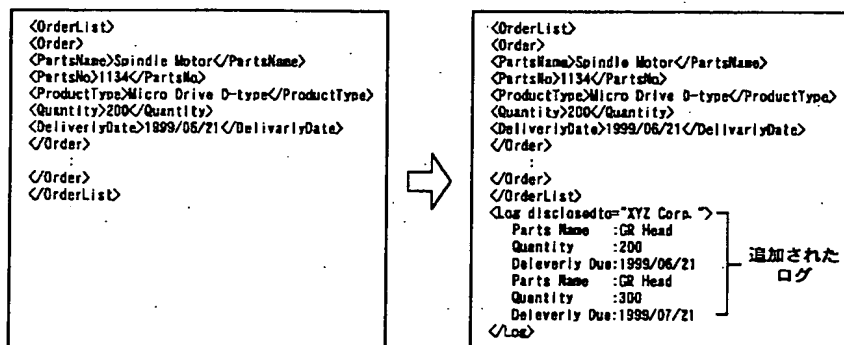 <OrderList>
<Order>
<PartsName>Spindle Motor</PartsName>
<PartsNo>1134</PartsNo>
<ProductType>Micro Drive D-type</ProductType>
<Quantity>200</Quantity>
<DeliverlyDate>1999/06/21</DelivarlyDate>
</Order>
:
</Order>
</OrderList>
<OrderList>
<Order>
<PartsName>Spindle Motor</PartsName>
<PartsNo>1134</PartsNo>
<ProductType>Micro Drive D-type</ProductType>
<Quantity>200</Quantity>
<DeliverlyDate>1999/06/21</DelivarlyDate>
</Order>
:
</Order>
</OrderList>
<Log disclosedto="XYZ Corp. ">
Parts Name :GR Head
Quantity :200
Deleverly Due:1999/06/21
Parts Name :GR Head
Quantity :300
Deleverly Due:1999/07/21
</Log>
追加された
ログ